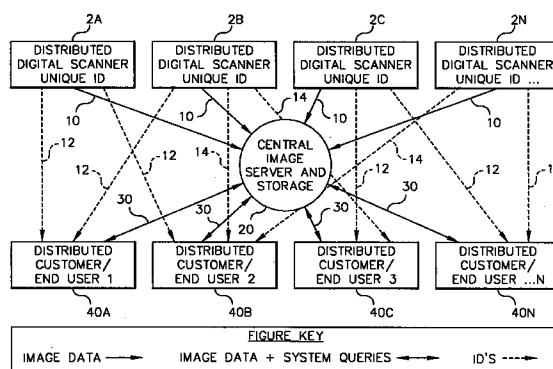 2A 2B 2C 2N
DISTRIBUTED DIGITAL SCANNER UNIQUE ID
DISTRIBUTED DIGITAL SCANNER UNIQUE ID
DISTRIBUTED DIGITAL SCANNER UNIQUE ID
DISTRIBUTED DIGITAL SCANNER UNIQUE ID ...
10 10 14 10 10
12 12 12 14 12 12 14
CENTRAL
IMAGE
SERVER AND
STORAGE
30 30 20 30 30
DISTRIBUTED CUSTOMER/ END USER 1
DISTRIBUTED CUSTOMER/ END USER 2
DISTRIBUTED CUSTOMER/ END USER 3
DISTRIBUTED CUSTOMER/ END USER ...N
40A 40B 40C 40N
FIGURE KEY
IMAGE DATA IMAGE DATA + SYSTEM QUERIES ID'S